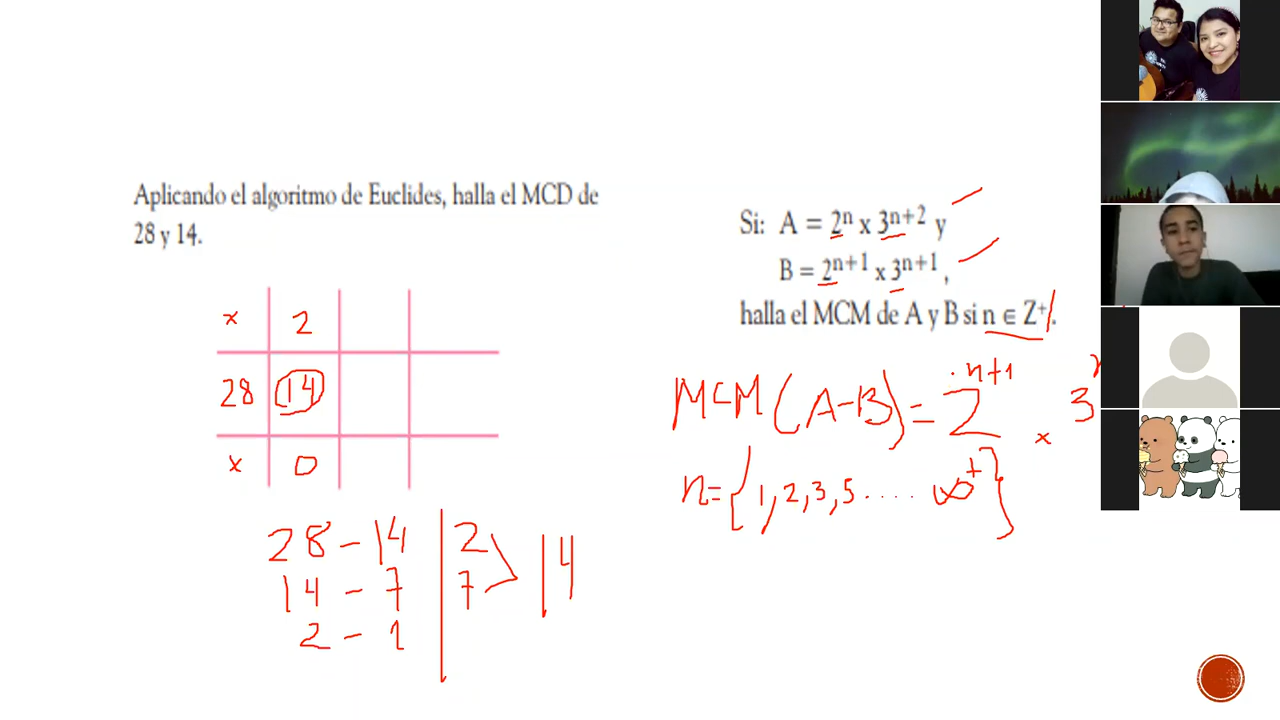 Aplicando el algoritmo de Euclides, halla el MCD de
28 y 14.
x 2
28 14
x 0
28 - 14 | 2
14 - 7 | 7 > 14
2 - 1
Si: A = 2ⁿ x 3ⁿ⁺² y
B = 2ⁿ⁺¹ x 3ⁿ⁺¹,
halla el MCM de A y B si n ∈ Z⁺.
MCM (A-B) = 2ⁿ⁺¹ x 3
n = {1, 2, 3, 5 .... ∞⁺}